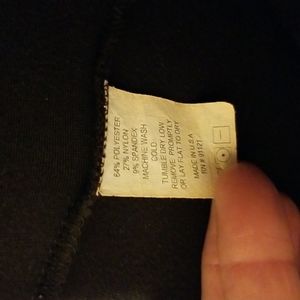 64% POLYESTER
27% NYLON
9% SPANDEX
MACHINE WASH
COLD
TUMBLE DRY LOW
REMOVE PROMPTLY
OR LAY FLAT TO DRY
MADE IN U.S.A